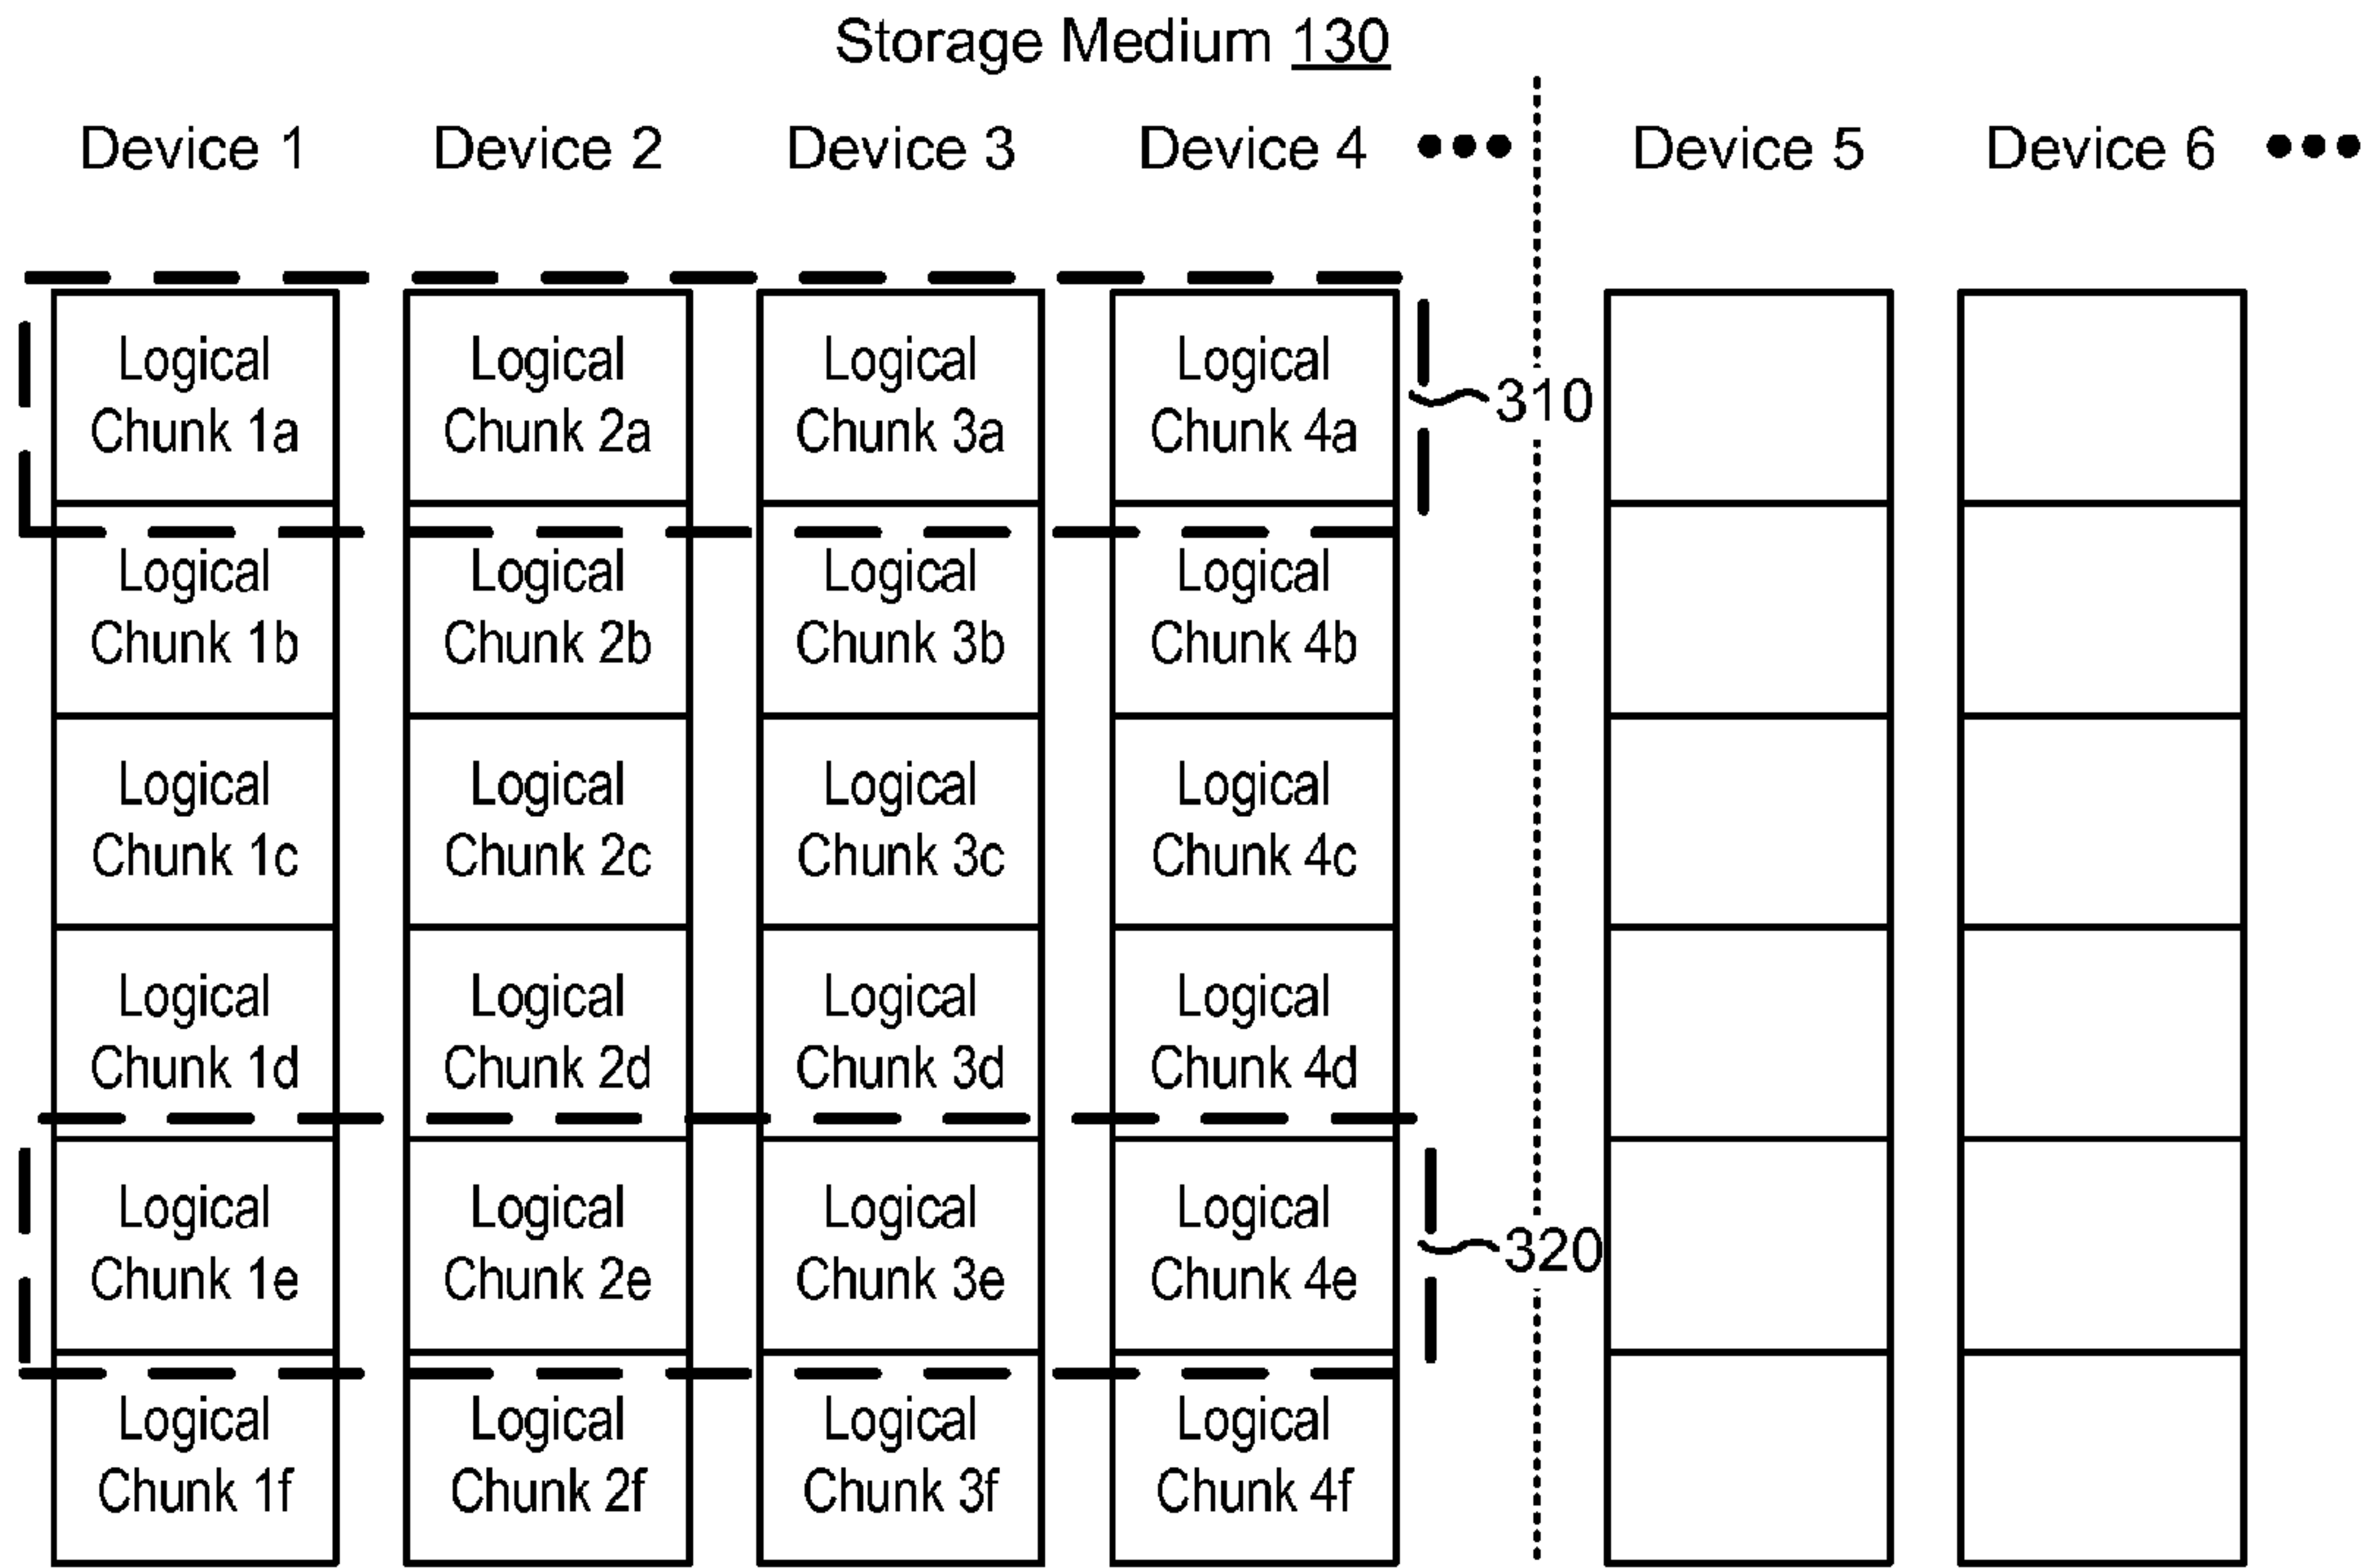 Storage Medium 130
Device 1 Device 2 Device 3 Device 4 ••• Device 5 Device 6 •••
Logical Logical Logical Logical
Chunk 1a Chunk 2a Chunk 3a Chunk 4a 310
Logical Logical Logical Logical
Chunk 1b Chunk 2b Chunk 3b Chunk 4b
Logical Logical Logical Logical
Chunk 1c Chunk 2c Chunk 3c Chunk 4c
Logical Logical Logical Logical
Chunk 1d Chunk 2d Chunk 3d Chunk 4d
Logical Logical Logical Logical 320
Chunk 1e Chunk 2e Chunk 3e Chunk 4e
Logical Logical Logical Logical
Chunk 1f Chunk 2f Chunk 3f Chunk 4f